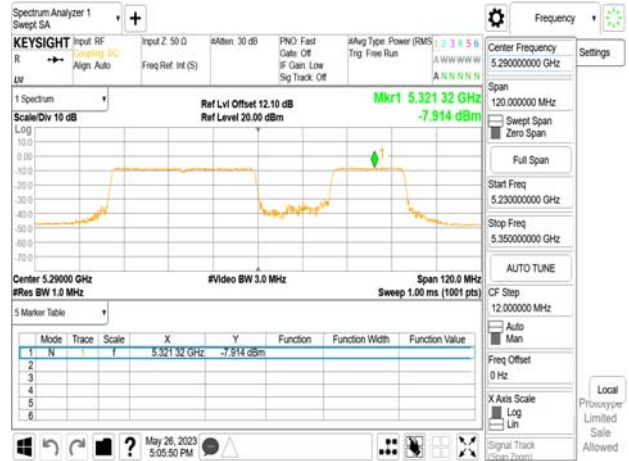 Spectrum Analyzer 1
Swept SA
+
Frequency
KEYSIGHT
R
LXI
Input: RF
Coupling: DC
Align: Auto
Input Z: 50 Ω
Freq Ref: Int (S)
#Atten: 30 dB
PNO: Fast
Gate: Off
IF Gain: Low
Sig Track: Off
#Avg Type: Power (RMS
Trig: Free Run
1 2 3 4 5 6
A W W W W W
A N N N N N
1 Spectrum
Scale/Div 10 dB
Ref Lvl Offset 12.10 dB
Ref Level 20.00 dBm
Mkr1 5.321 32 GHz
-7.914 dBm
Log
10.0
0.00
-10.0
-20.0
-30.0
-40.0
-50.0
-60.0
-70.0
1
Center 5.29000 GHz
#Res BW 1.0 MHz
#Video BW 3.0 MHz
Span 120.0 MHz
Sweep 1.00 ms (1001 pts)
5 Marker Table
Mode Trace Scale X Y Function Function Width Function Value
1 N 1 f 5.321 32 GHz -7.914 dBm
2
3
4
5
6
?
May 26, 2023
5:05:50 PM
Center Frequency
5.290000000 GHz
Settings
Span
120.000000 MHz
Swept Span
Zero Span
Full Span
Start Freq
5.230000000 GHz
Stop Freq
5.350000000 GHz
AUTO TUNE
CF Step
12.000000 MHz
Auto
Man
Freq Offset
0 Hz
X Axis Scale
Log
Lin
Signal Track
(Span Zoom)
Local
Prototype
Limited
Sale
Allowed